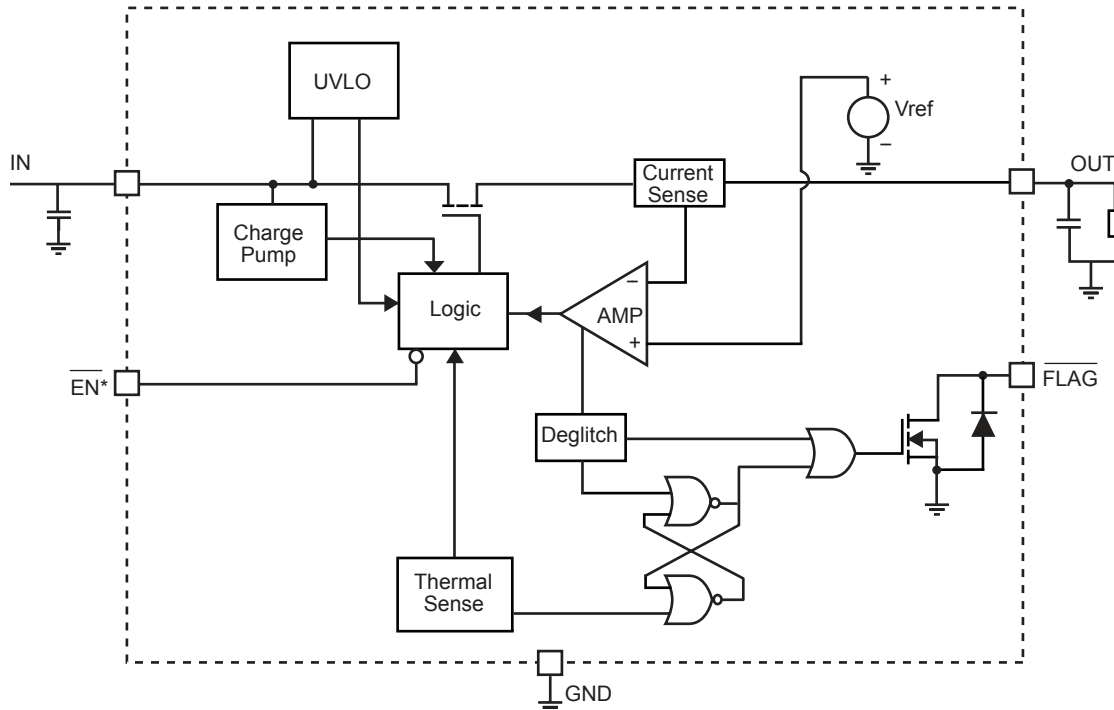 UVLO
+
Vref
−
IN
OUT
Current
Sense
Charge
Pump
−
Logic
AMP
+
EN*
FLAG
Deglitch
Thermal
Sense
GND